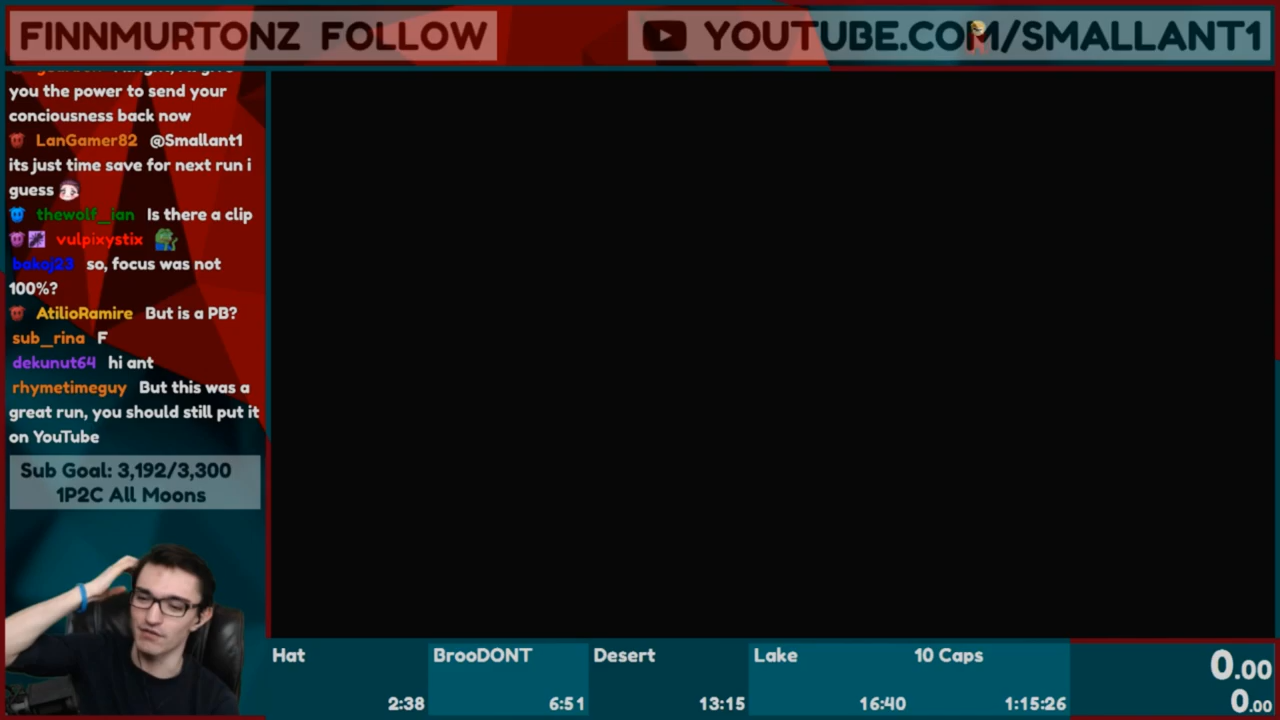 FINNMURTONZ FOLLOW
YOUTUBE.COM/SMALLANT1
you the power to send your
conciousness back now
LanGamer82 @Smallant1
its just time save for next run i
guess
thewolf_ian Is there a clip
vulpixystix
bakoj23 so, focus was not
100%?
AtilioRamire But is a PB?
sub_rina F
dekunut64 hi ant
rhymetimeguy But this was a
great run, you should still put it
on YouTube
Sub Goal: 3,192/3,300
1P2C All Moons
Hat
2:38
BrooDONT
6:51
Desert
13:15
Lake
16:40
10 Caps
1:15:26
0.00
0.00